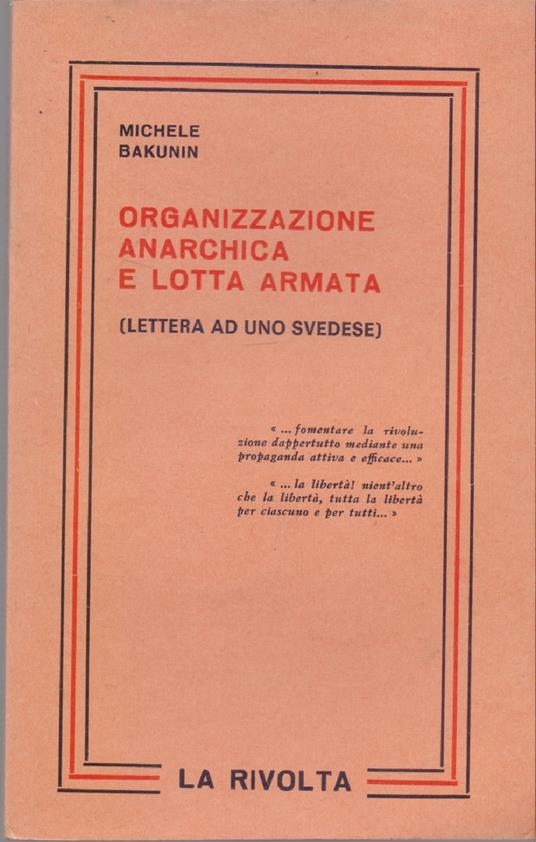 MICHELE
BAKUNIN
ORGANIZZAZIONE
ANARCHICA
E LOTTA ARMATA
(LETTERA AD UNO SVEDESE)
« ... fomentare la rivolu-
zione dappertutto mediante una
propaganda attiva e efficace... »
« ... la libertà! nient'altro
che la libertà, tutta la libertà
per ciascuno e per tutti... »
LA RIVOLTA